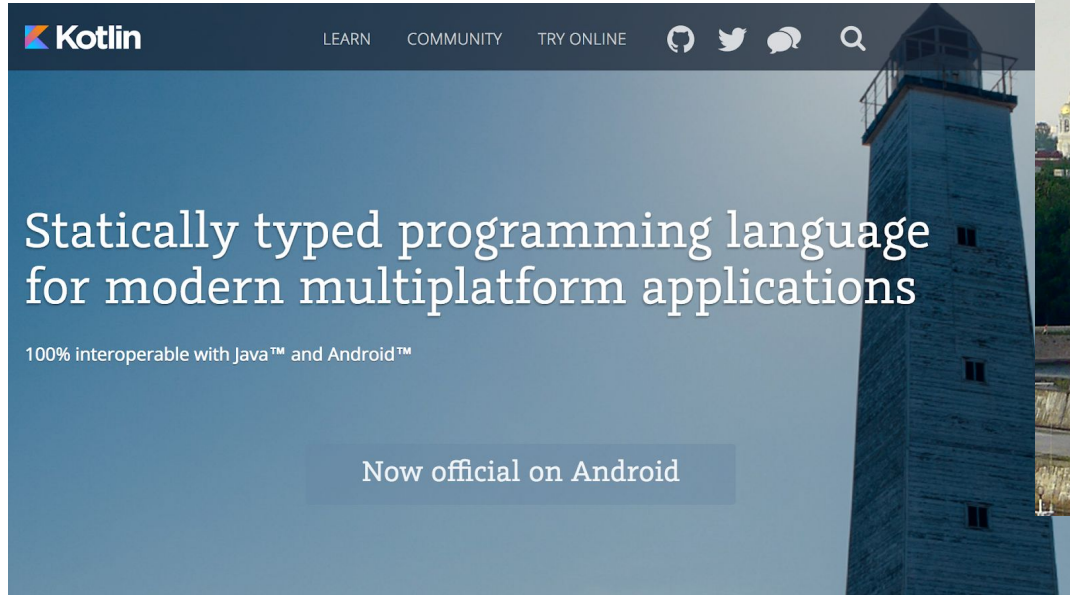 Kotlin
LEARN COMMUNITY TRY ONLINE
Statically typed programming language
for modern multiplatform applications
100% interoperable with Java™ and Android™
Now official on Android